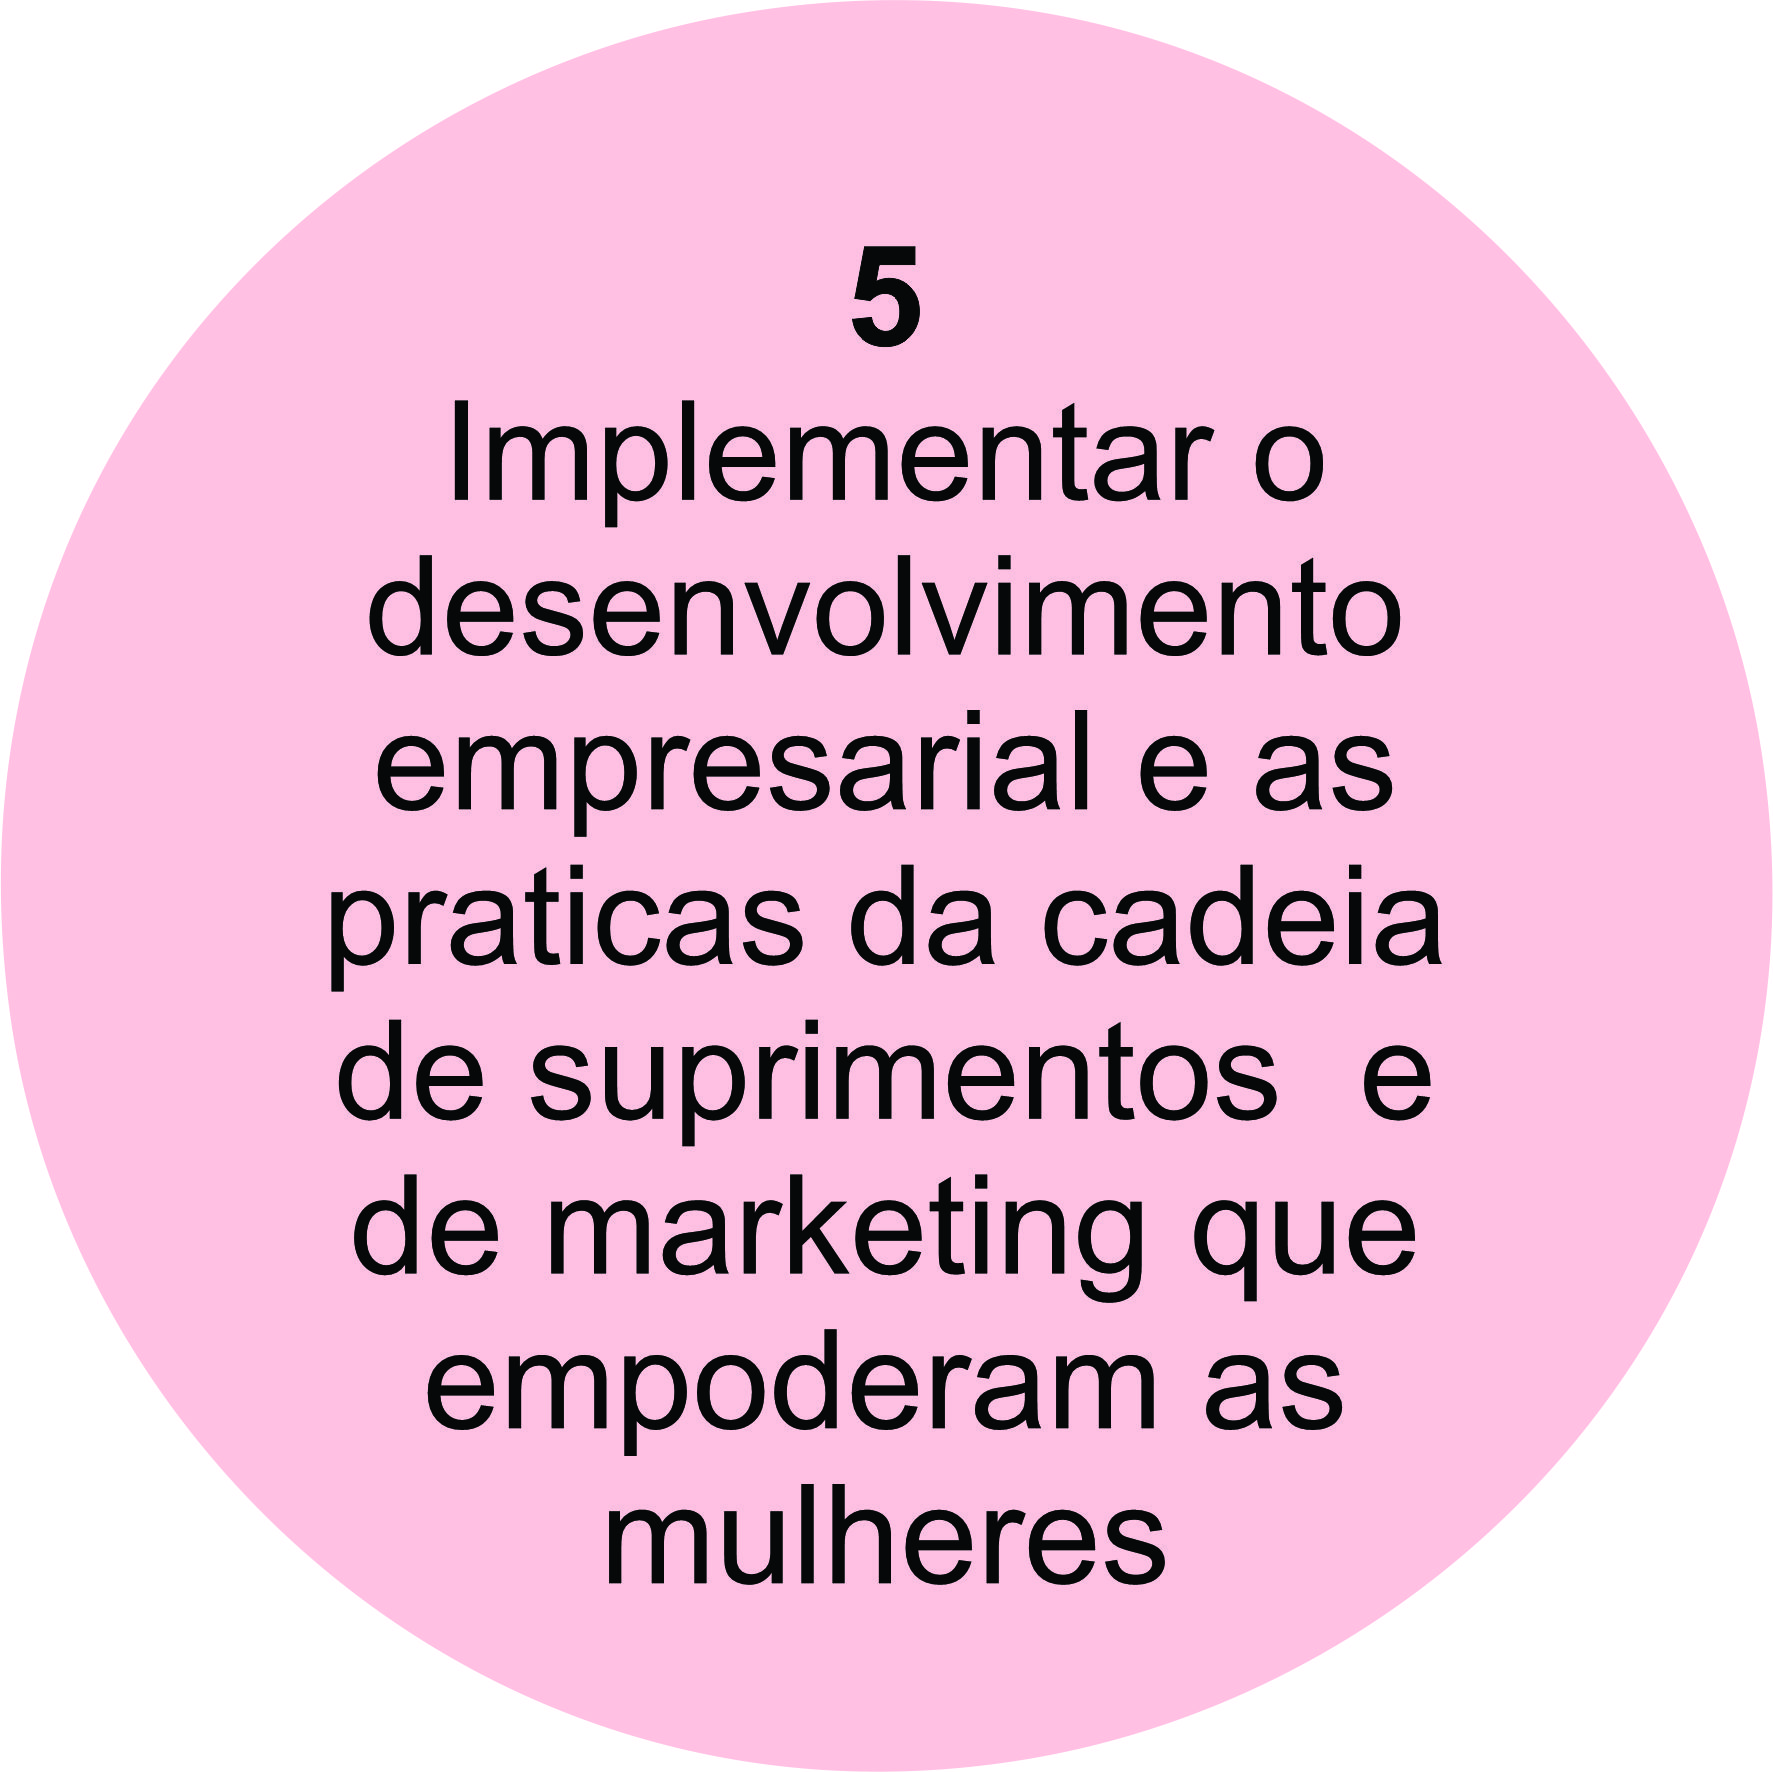 5
Implementar o
desenvolvimento
empresarial e as
praticas da cadeia
de suprimentos  e
de marketing que
empoderam as
mulheres